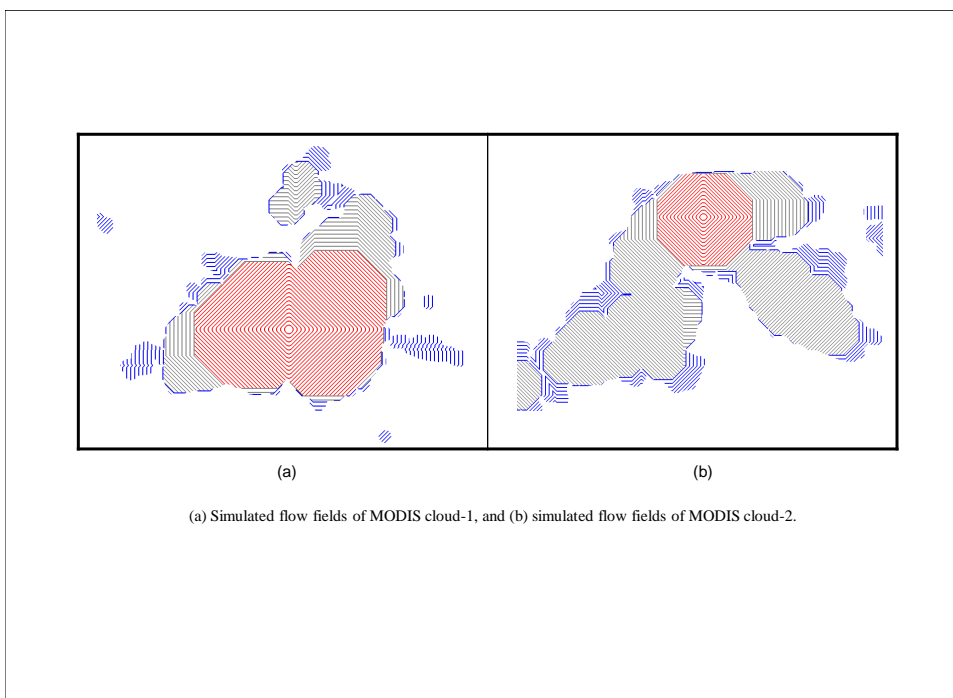 (a)
(b)
(a) Simulated flow fields of MODIS cloud-1, and (b) simulated flow fields of MODIS cloud-2.